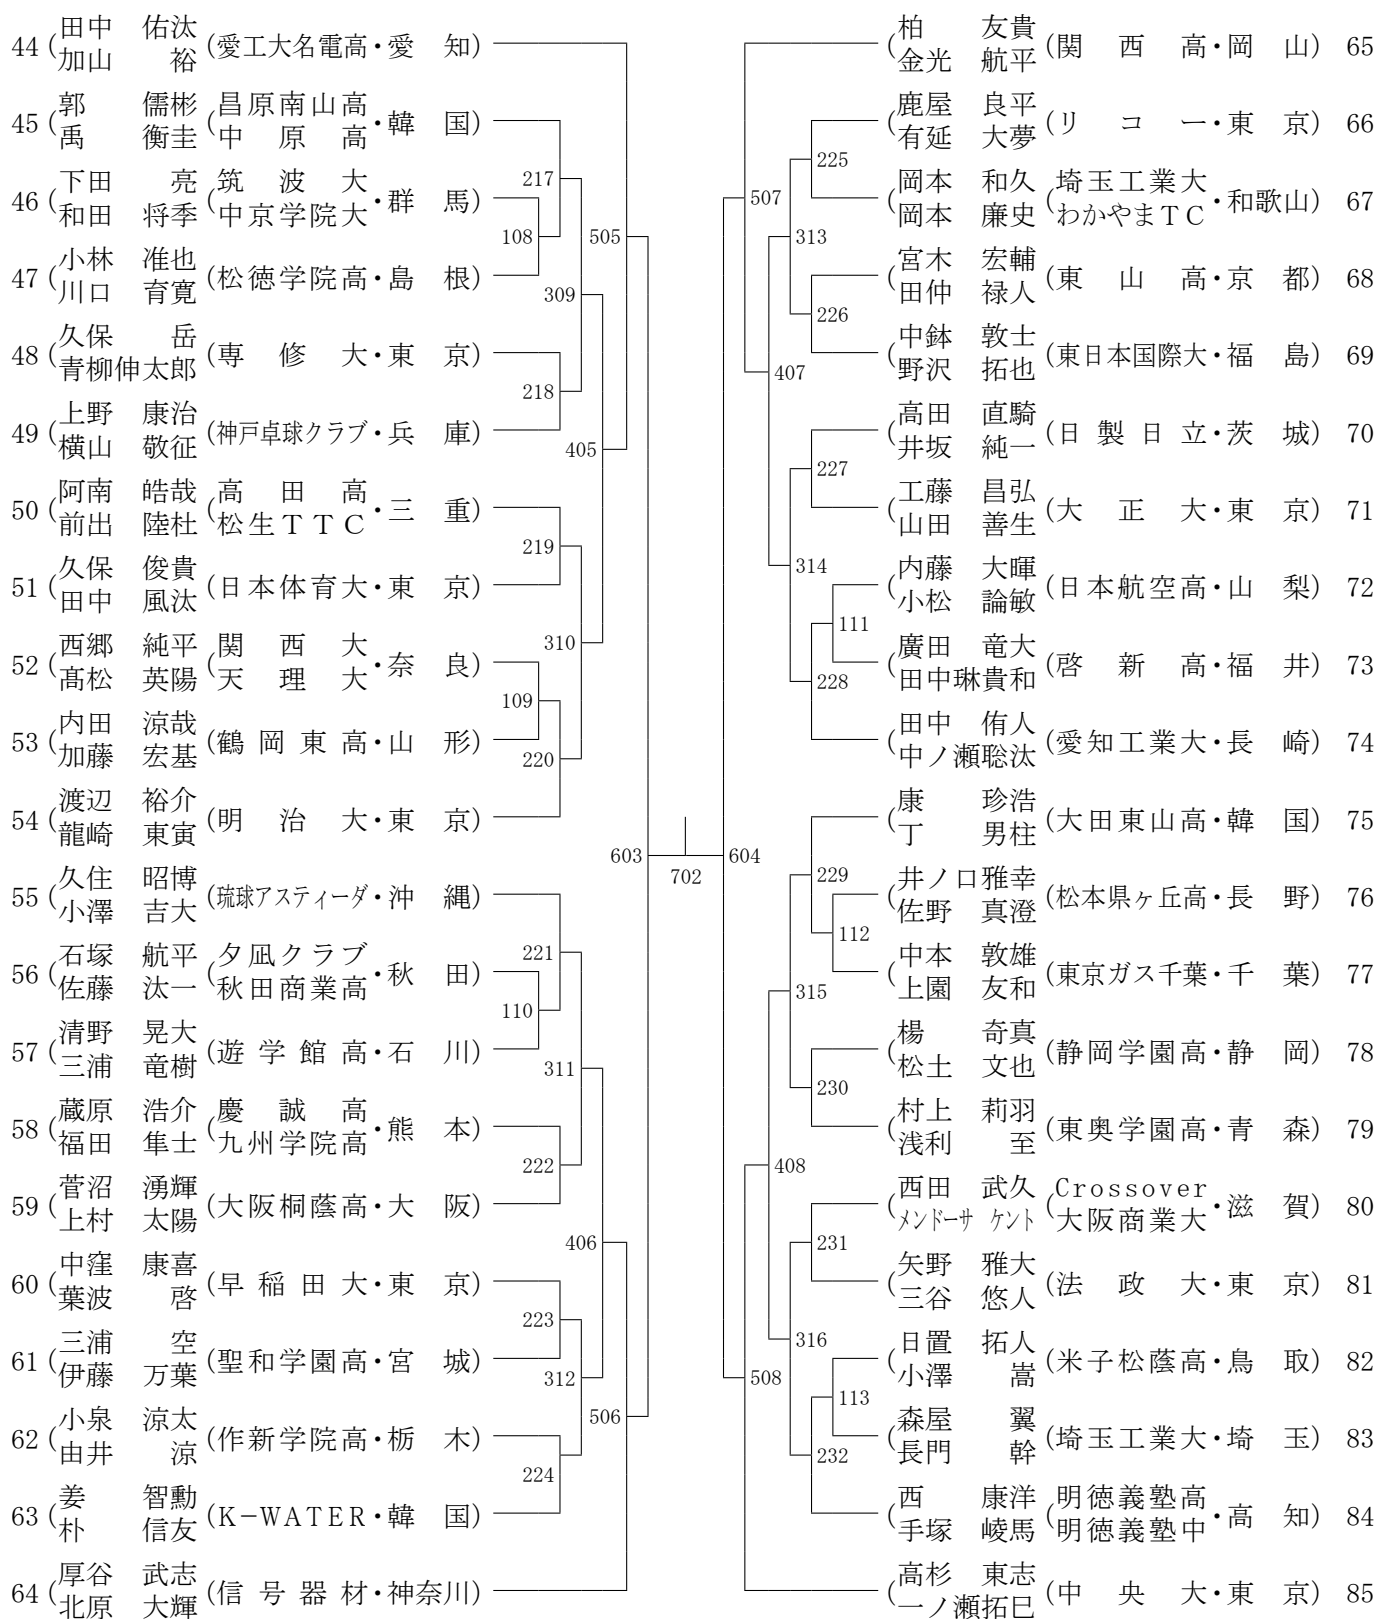 44 (田中 佑汰 (愛工大名電高・愛 知)
加山 裕
45 (郭 儒彬 (昌原南山高・韓 国)
禹 衡圭 中原高
46 (下田 亮 (筑波大・群 馬)
和田 将季 中京学院大
47 (小林 准也 (松徳学院高・島 根)
川口 育寛
48 (久保 岳 (専修大・東 京)
青柳伸太郎
49 (上野 康治 (神戸卓球クラブ・兵 庫)
横山 敬征
50 (阿南 皓哉 (高田高・三 重)
前出 陸杜 松生TTC
51 (久保 俊貴 (日本体育大・東 京)
田中 風汰
52 (西郷 純平 (関西大・奈 良)
髙松 英陽 天理大
53 (内田 涼哉 (鶴岡東高・山 形)
加藤 宏基
54 (渡辺 裕介 (明治大・東 京)
龍崎 東寅
55 (久住 昭博 (琉球アスティーダ・沖 縄)
小澤 吉大
56 (石塚 航平 (夕凪クラブ・秋 田)
佐藤 汰一 秋田商業高
57 (清野 晃大 (遊学館高・石 川)
三浦 竜樹
58 (蔵原 浩介 (慶誠高・熊 本)
福田 隼士 九州学院高
59 (菅沼 湧輝 (大阪桐蔭高・大 阪)
上村 太陽
60 (中窪 康喜 (早稲田大・東 京)
葉波 啓
61 (三浦 空 (聖和学園高・宮 城)
伊藤 万葉
62 (小泉 涼太 (作新学院高・栃 木)
由井 涼
63 (姜 智勳 (K-WATER・韓 国)
朴 信友
64 (厚谷 武志 (信号器材・神奈川)
北原 大輝
217
108
505
309
218
405
219
310
109
220
603
221
110
311
222
406
223
312
506
224
702
604
507
225
313
226
407
227
314
111
228
229
112
315
230
408
231
316
508
113
232
(柏 友貴 (関西高・岡 山) 65
金光 航平
(鹿屋 良平 (リコー・東 京) 66
有延 大夢
(岡本 和久 (埼玉工業大・和歌山) 67
岡本 廉史 わかやまTC
(宮木 宏輔 (東山高・京 都) 68
田仲 禄人
(中鉢 敦士 (東日本国際大・福 島) 69
野沢 拓也
(高田 直騎 (日製日立・茨 城) 70
井坂 純一
(工藤 昌弘 (大正大・東 京) 71
山田 善生
(内藤 大暉 (日本航空高・山 梨) 72
小松 諭敏
(廣田 竜大 (啓新高・福 井) 73
田中琳貴和
(田中 侑人 (愛知工業大・長 崎) 74
中ノ瀬聡汰
(康 珍浩 (大田東山高・韓 国) 75
丁 男柱
(井ノ口雅幸 (松本県ヶ丘高・長 野) 76
佐野 真澄
(中本 敦雄 (東京ガス千葉・千 葉) 77
上園 友和
(楊 奇真 (静岡学園高・静 岡) 78
松土 文也
(村上 莉羽 (東奥学園高・青 森) 79
浅利 至
(西田 武久 (Crossover・滋 賀) 80
メンドーサ ケント 大阪商業大
(矢野 雅大 (法政大・東 京) 81
三谷 悠人
(日置 拓人 (米子松蔭高・鳥 取) 82
小澤 嵩
(森屋 翼 (埼玉工業大・埼 玉) 83
長門 幹
(西 康洋 (明徳義塾高・高 知) 84
手塚 崚馬 明徳義塾中
(高杉 東志 (中央大・東 京) 85
一ノ瀬拓巳